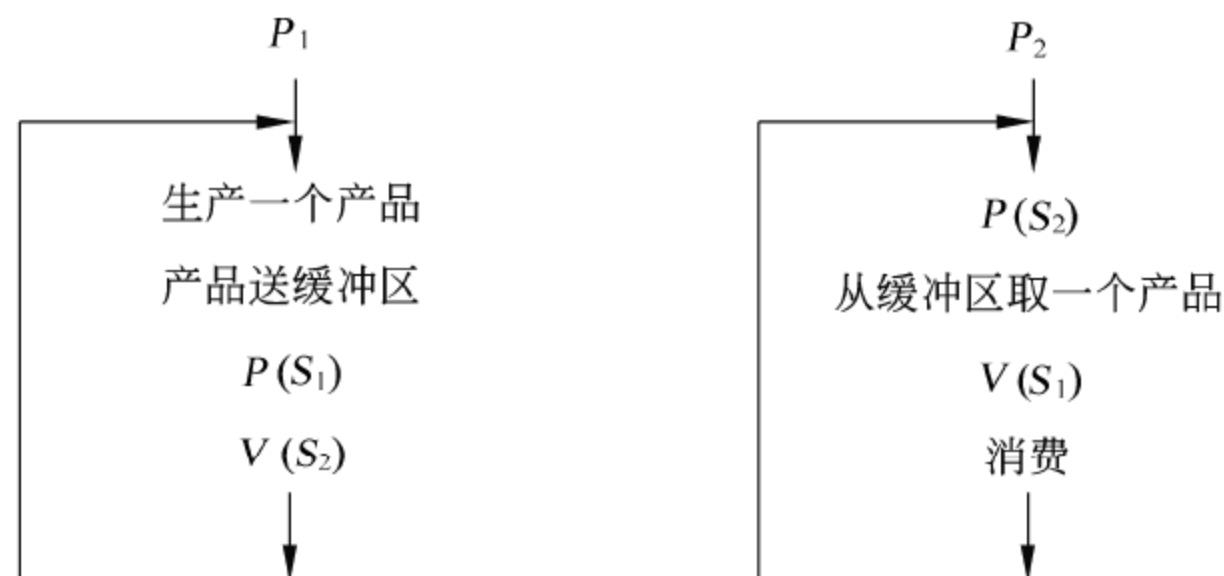 P₁
生产一个产品
产品送缓冲区
P(S₁)
V(S₂)
P₂
P(S₂)
从缓冲区取一个产品
V(S₁)
消费